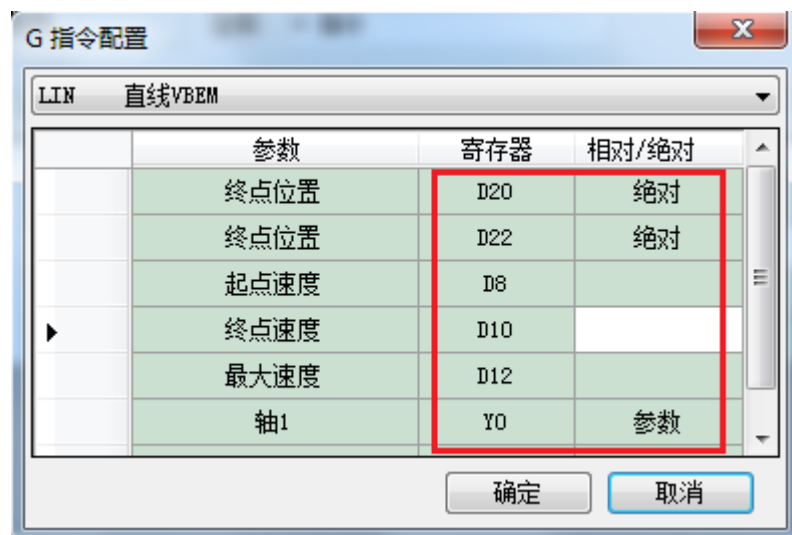 G 指令配置
LIN 直线VBEM
参数 寄存器 相对/绝对
终点位置 D20 绝对
终点位置 D22 绝对
起点速度 D8
终点速度 D10
最大速度 D12
轴1 Y0 参数
确定 取消